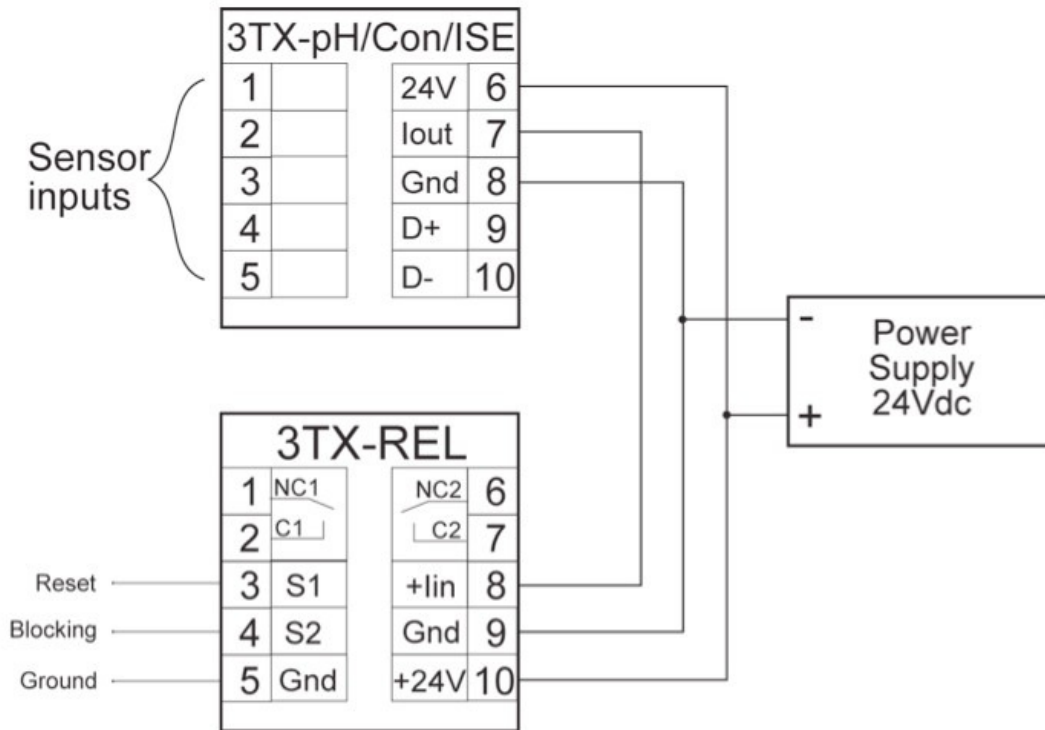 3TX-pH/Con/ISE
1 24V 6
2 Iout 7
3 Gnd 8
4 D+ 9
5 D- 10
Sensor
inputs
- Power
Supply
+ 24Vdc
3TX-REL
1 NC1 NC2 6
2 C1 C2 7
Reset 3 S1 +Iin 8
Blocking 4 S2 Gnd 9
Ground 5 Gnd +24V 10